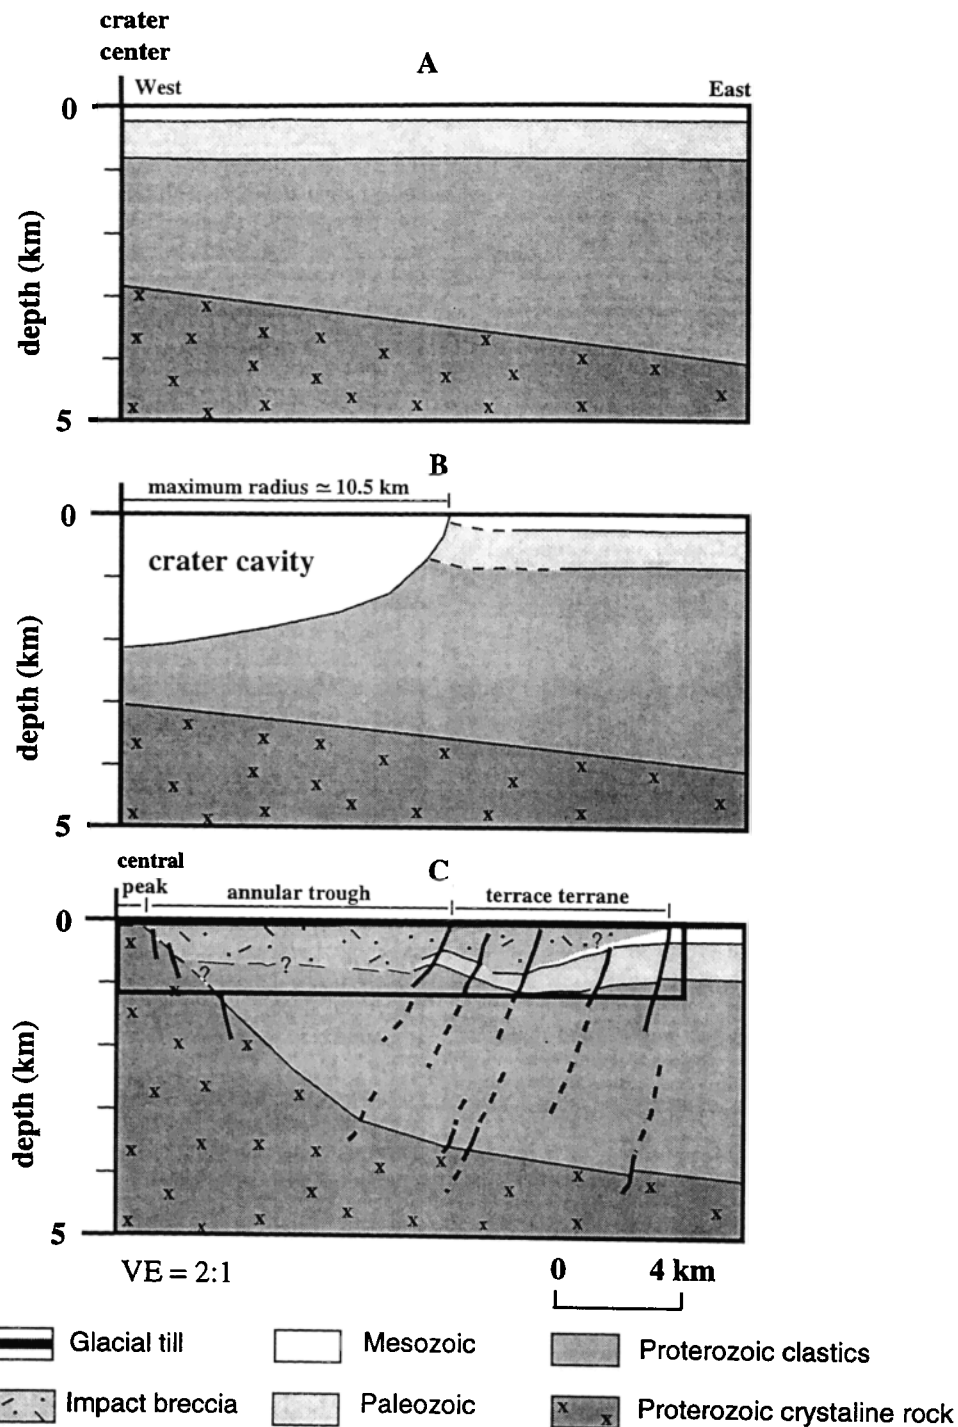 crater
center
A
West
East
0
depth (km)
5
B
maximum radius ≃ 10.5 km
0
crater cavity
depth (km)
5
C
central
peak
annular trough
terrace terrane
0
?
?
?
depth (km)
5
VE = 2:1
0
4 km
Glacial till
Mesozoic
Proterozoic clastics
Impact breccia
Paleozoic
Proterozoic crystaline rock